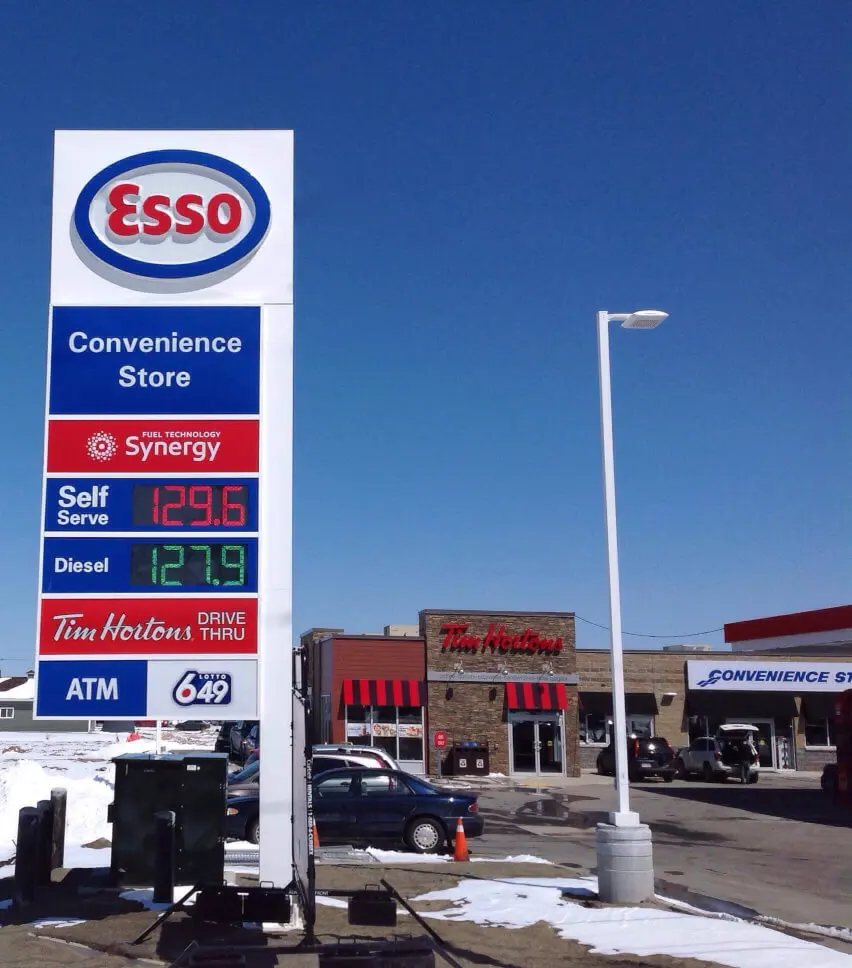 Esso
Convenience
Store
FUEL TECHNOLOGY
Synergy
Self
Serve
129.6
Diesel
127.9
Tim Hortons
DRIVE
THRU
ATM
LOTTO
649
Tim Hortons
CONVENIENCE ST